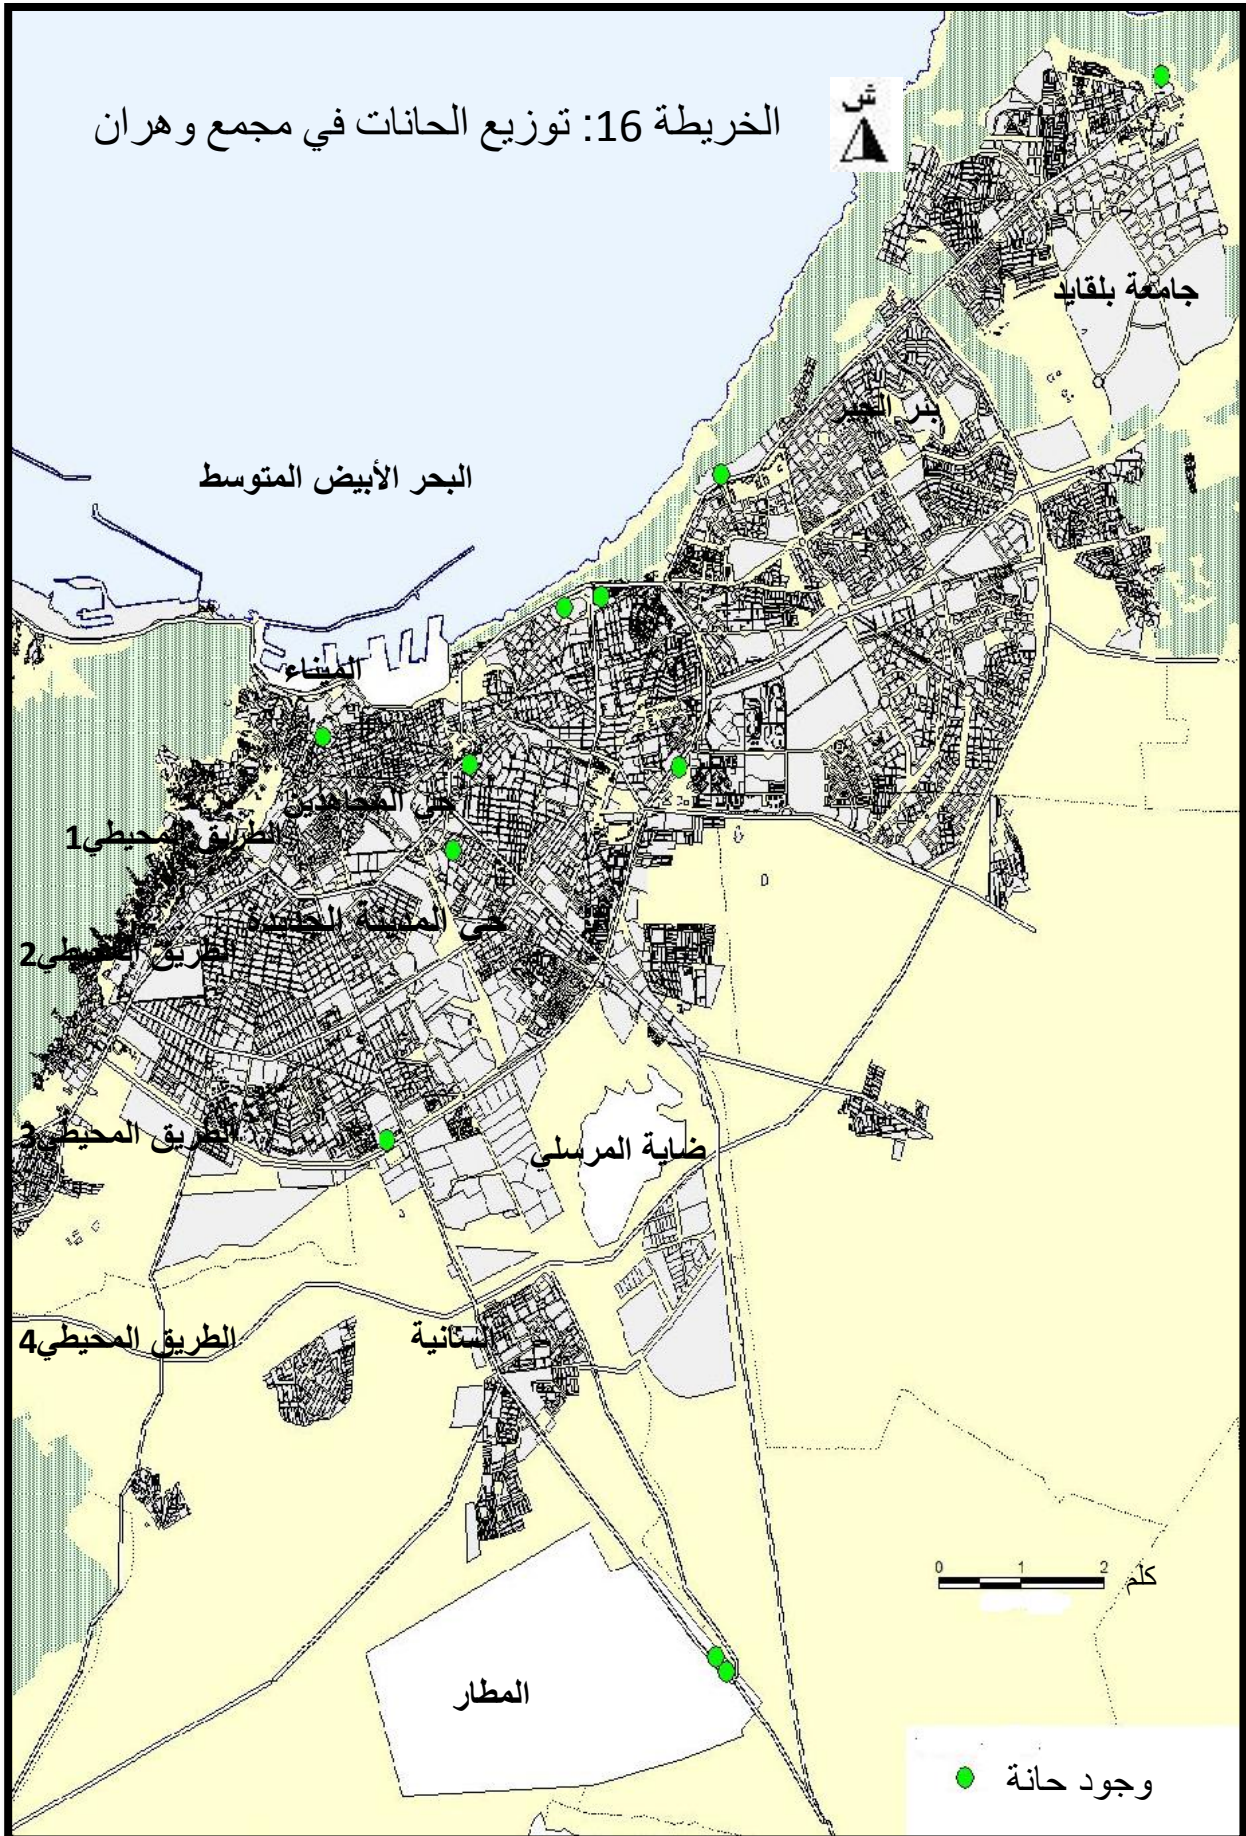 الخريطة 16: توزيع الحانات في مجمع وهران
ش
جامعة بلقايد
بئر الجير
البحر الأبيض المتوسط
الميناء
حي المجاهدين
الطريق المحيطي1
حي المدينة الجديدة
الطريق المحيطي2
الطريق المحيطي3
ضاية المرسلي
الطريق المحيطي4
السانية
0 1 2
كلم
المطار
وجود حانة